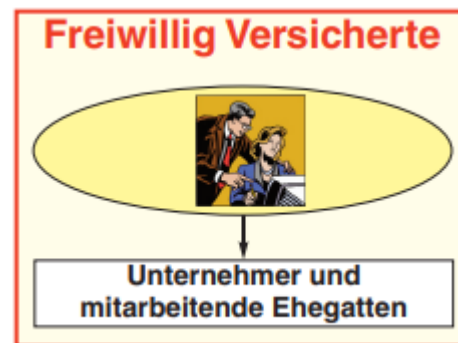 Freiwillig Versicherte
Unternehmer und
mitarbeitende Ehegatten